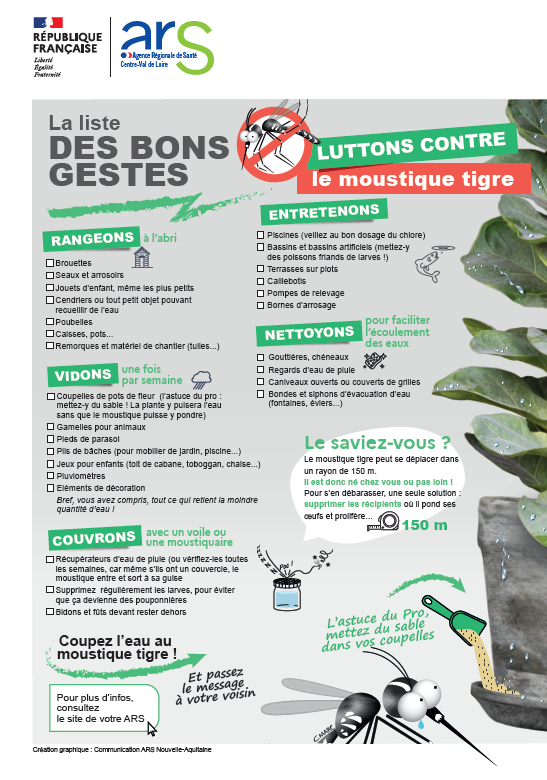 RÉPUBLIQUE
FRANÇAISE
Liberté
Égalité
Fraternité
ars
Agence Régionale de Santé
Centre-Val de Loire
La liste
DES BONS
GESTES
LUTTONS CONTRE
le moustique tigre
RANGEONS à l'abri
Brouettes
Seaux et arrosoirs
Jouets d'enfant, même les plus petits
Cendriers ou tout petit objet pouvant
recueillir de l'eau
Poubelles
Caisses, pots...
Remorques et matériel de chantier (tuiles...)
VIDONS une fois
par semaine
Coupelles de pots de fleur (l'astuce du pro :
mettez-y du sable ! La plante y puisera l'eau
sans que le moustique puisse y pondre)
Gamelles pour animaux
Pieds de parasol
Plis de bâches (pour mobilier de jardin, piscine...)
Jeux pour enfants (toit de cabane, toboggan, chaise...)
Pluviomètres
Eléments de décoration
Bref, vous avez compris, tout ce qui retient la moindre
quantité d'eau !
COUVRONS avec un voile ou
une moustiquaire
Récupérateurs d'eau de pluie (ou vérifiez-les toutes
les semaines, car même s'ils ont un couvercle, le
moustique entre et sort à sa guise
Supprimez régulièrement les larves, pour éviter
que ça devienne des pouponnières
Bidons et fûts devant rester dehors
ENTRETENONS
Piscines (veillez au bon dosage du chlore)
Bassins et bassins artificiels (mettez-y
des poissons friands de larves !)
Terrasses sur plots
Caillebotis
Pompes de relevage
Bornes d'arrosage
NETTOYONS pour faciliter
l'écoulement
des eaux
Gouttières, chéneaux
Regards d'eau de pluie
Caniveaux ouverts ou couverts de grilles
Bondes et siphons d'évacuation d'eau
(fontaines, éviers...)
Le saviez-vous ?
Le moustique tigre peut se déplacer dans
un rayon de 150 m.
Il est donc né chez vous ou pas loin !
Pour s'en débarasser, une seule solution :
supprimer les récipients où il pond ses
œufs et prolifère...
150 m
Paf !
L'astuce du Pro,
mettez du sable
dans vos coupelles
Coupez l'eau au
moustique tigre !
Et passez
le message
à votre voisin
Pour plus d'infos,
consultez
le site de votre ARS
Création graphique : Communication ARS Nouvelle-Aquitaine